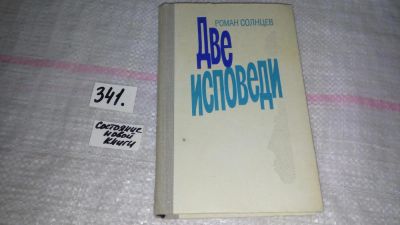 РОМАН СОЛНЦЕВ
ДВЕ
ИСПОВЕДИ
341.
Состояние
новой
книги